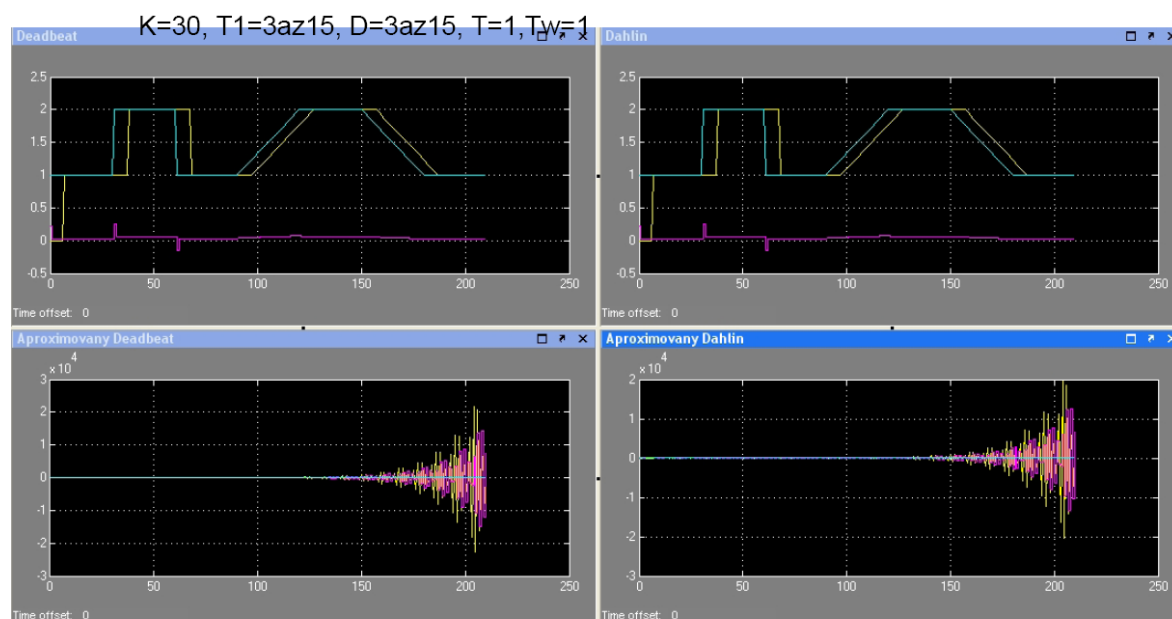 K=30, T1=3az15, D=3az15, T=1,Tw=1
Deadbeat
2.5
2
1.5
1
0.5
0
-0.5
0 50 100 150 200 250
Time offset: 0
Dahlin
2.5
2
1.5
1
0.5
0
-0.5
0 50 100 150 200 250
Time offset: 0
Aproximovany Deadbeat
×10 4
3
2
1
0
-1
-2
-3
0 50 100 150 200 250
Time offset: 0
Aproximovany Dahlin
×10 4
2
1
0
-1
-2
-3
0 50 100 150 200 250
Time offset: 0